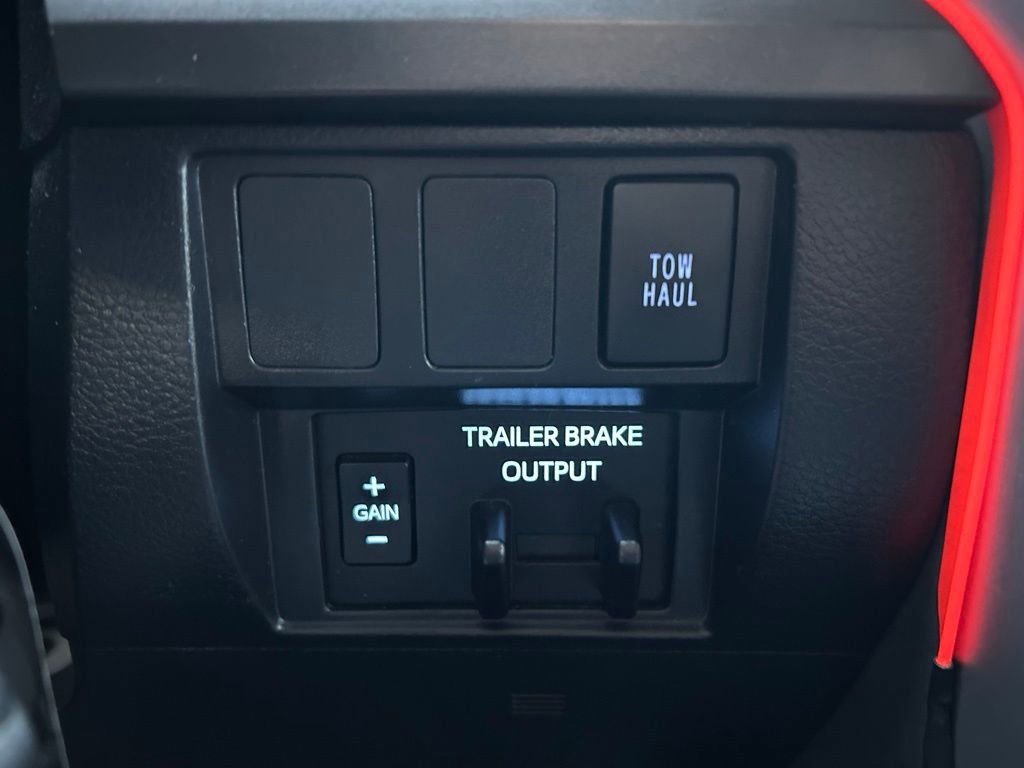 TOW
HAUL
TRAILER BRAKE
OUTPUT
+
GAIN
-